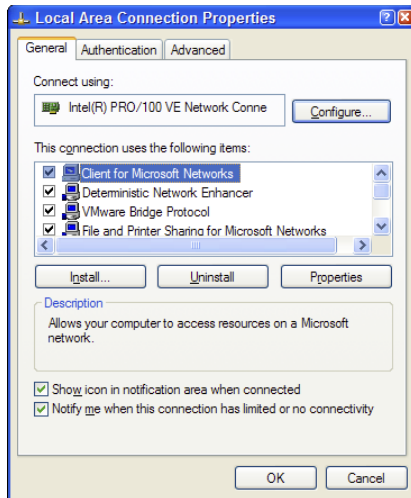 Local Area Connection Properties
General Authentication Advanced
Connect using:
Intel(R) PRO/100 VE Network Conne
Configure...
This connection uses the following items:
Client for Microsoft Networks
Deterministic Network Enhancer
VMware Bridge Protocol
File and Printer Sharing for Microsoft Networks
Install... Uninstall Properties
Description
Allows your computer to access resources on a Microsoft
network.
Show icon in notification area when connected
Notify me when this connection has limited or no connectivity
OK Cancel